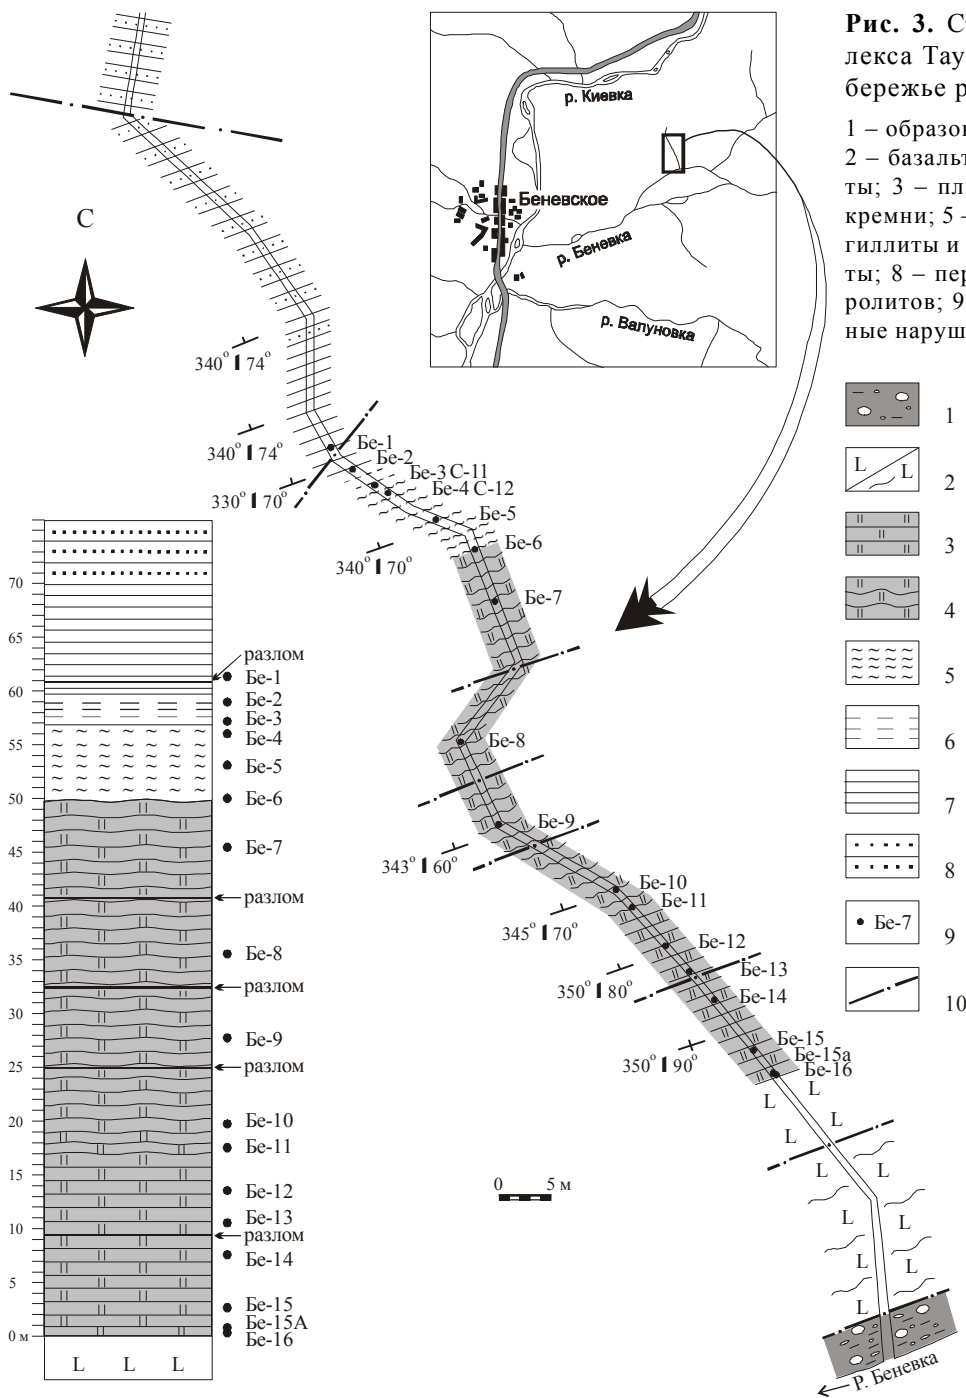 Рис. 3.
лекса Тау
бережье р
1 – образов
2 – базальт
ты; 3 –
кремни; 5 –
гиллиты и
ты; 8 – пер
ролитов; 9
ные наруш
р. Киевка
Беневское
р. Беневка
р. Валуновка
С
340° 74°
340° 74°
330° 70°
340° 70°
343° 60°
345° 70°
350° 80°
350° 90°
Бе-1
Бе-2
Бе-3 С-11
Бе-4 С-12
Бе-5
Бе-6
Бе-7
Бе-8
Бе-9
Бе-10
Бе-11
Бе-12
Бе-13
Бе-14
Бе-15
Бе-15а
Бе-16
L
L
L L
L L
L
L
L
L
L
L
L
0 5 м
Р. Беневка
70
65
60
55
50
45
40
35
30
25
20
15
10
5
0 м
разлом
Бе-1
Бе-2
Бе-3
Бе-4
Бе-5
Бе-6
Бе-7
разлом
Бе-8
разлом
Бе-9
разлом
Бе-10
Бе-11
Бе-12
Бе-13
разлом
Бе-14
Бе-15
Бе-15А
Бе-16
L L L
1
L L 2
3
4
5
6
7
8
Бе-7 9
10